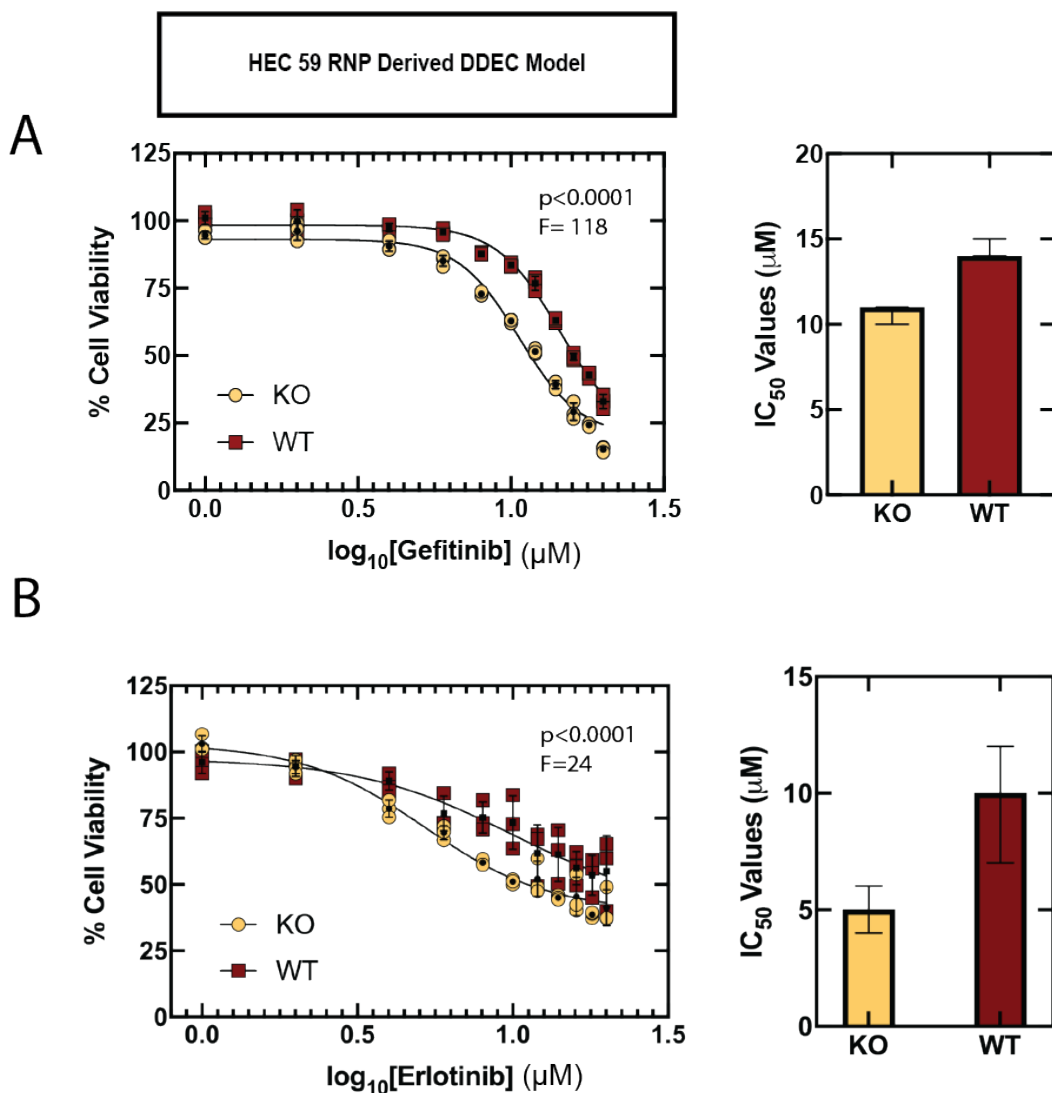 HEC 59 RNP Derived DDEC Model
A
125
100
75
50
25
0
% Cell Viability
p<0.0001
F= 118
KO
WT
0.0 0.5 1.0 1.5
log10[Gefitinib] (µM)
20
15
10
5
0
IC50 Values (µM)
KO WT
B
125
100
75
50
25
0
% Cell Viability
p<0.0001
F=24
KO
WT
0.0 0.5 1.0 1.5
log10[Erlotinib] (µM)
15
10
5
0
IC50 Values (µM)
KO WT